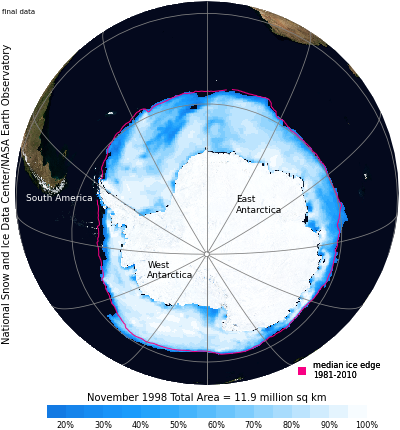 final data
National Snow and Ice Data Center/NASA Earth Observatory
South America
East
Antarctica
West
Antarctica
median ice edge
1981-2010
November 1998 Total Area = 11.9 million sq km
20% 30% 40% 50% 60% 70% 80% 90% 100%